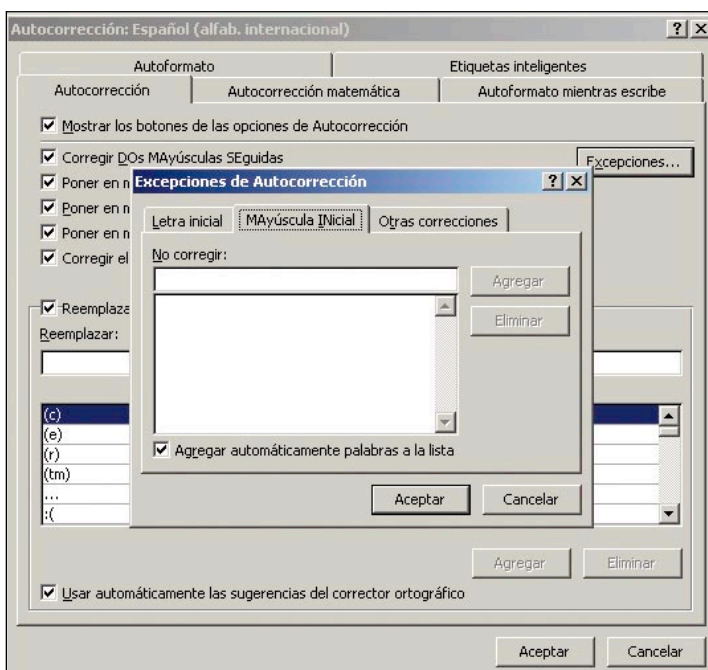 Autocorrección: Español (alfab. internacional)
Autoformato
Etiquetas inteligentes
Autocorrección
Autocorrección matemática
Autoformato mientras escribe
Mostrar los botones de las opciones de Autocorrección
Corregir DOs MAyúsculas SEguidas
Excepciones...
Poner en n
Poner en n
Poner en n
Corregir el
Excepciones de Autocorrección
Letra inicial
MAyúscula INicial
Otras correcciones
No corregir:
Agregar
Eliminar
Agregar automáticamente palabras a la lista
Aceptar
Cancelar
Reemplaza
Reemplazar:
(c)
(e)
(r)
(tm)
...
:(
Agregar
Eliminar
Usar automáticamente las sugerencias del corrector ortográfico
Aceptar
Cancelar